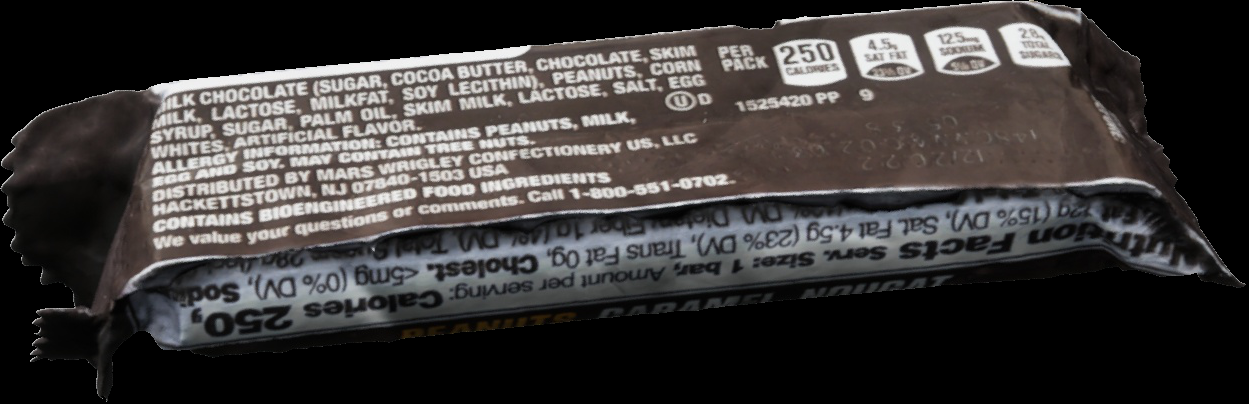 MILK CHOCOLATE (SUGAR, COCOA BUTTER, CHOCOLATE, SKIM
MILK, LACTOSE, MILKFAT, SOY LECITHIN), PEANUTS, CORN
SYRUP, SUGAR, PALM OIL, SKIM MILK, LACTOSE, SALT, EGG
WHITES, ARTIFICIAL FLAVOR.
ALLERGY INFORMATION: CONTAINS PEANUTS, MILK,
EGG AND SOY. MAY CONTAIN TREE NUTS.
DISTRIBUTED BY MARS WRIGLEY CONFECTIONERY US, LLC
HACKETTSTOWN, NJ 07840-1503 USA
CONTAINS BIOENGINEERED FOOD INGREDIENTS
We value your questions or comments. Call 1-800-551-0702.
PER
PACK
250
CALORIES
4.5g
SAT FAT
23% DV
125mg
SODIUM
5% DV
28g
TOTAL
SUGARS
U D
1525420 PP 9
12/2022
Nutrition Facts Serv. Size: 1 bar, Amount per serving: Calories 250,
(15% DV), Sat. Fat 4.5g (23% DV), Trans Fat 0g, Cholest. <5mg (0% DV),
PEANUTS CARAMEL NOUGAT